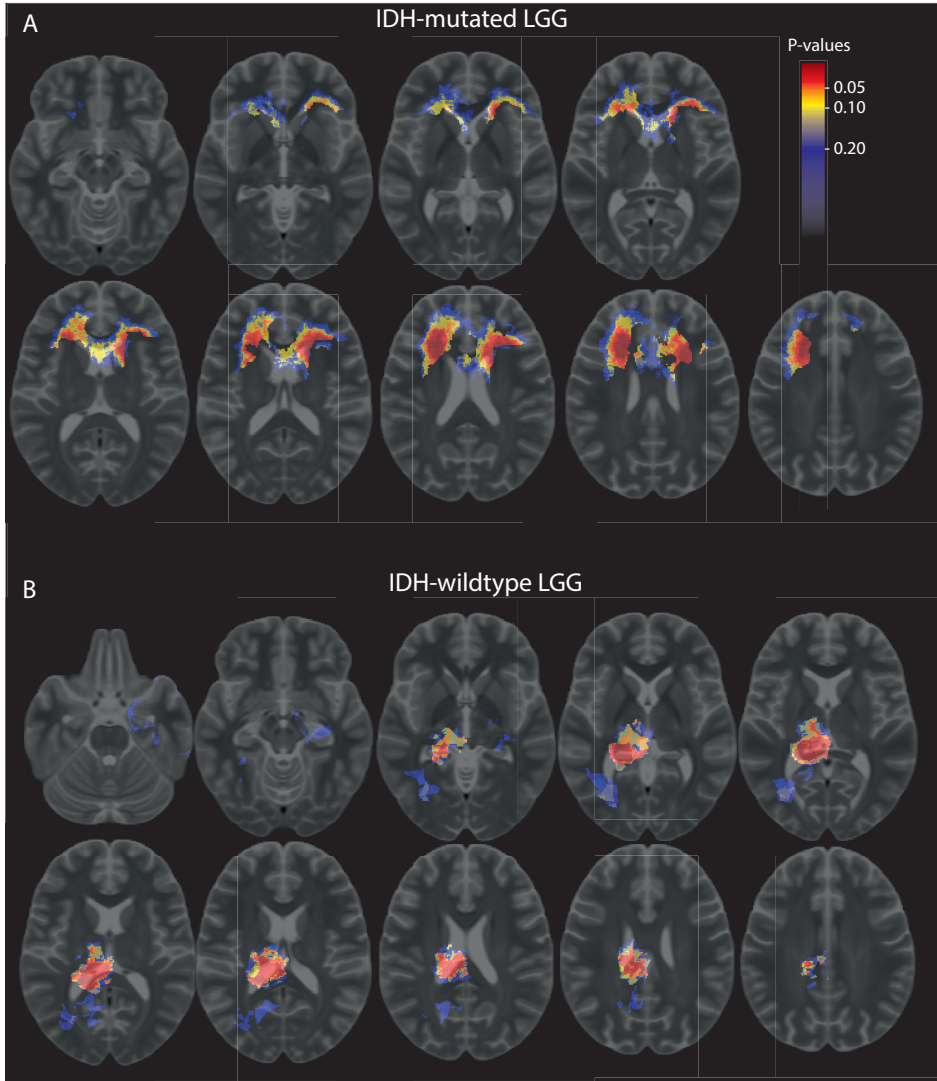 A
IDH-mutated LGG
P-values
0.05
0.10
0.20
B
IDH-wildtype LGG